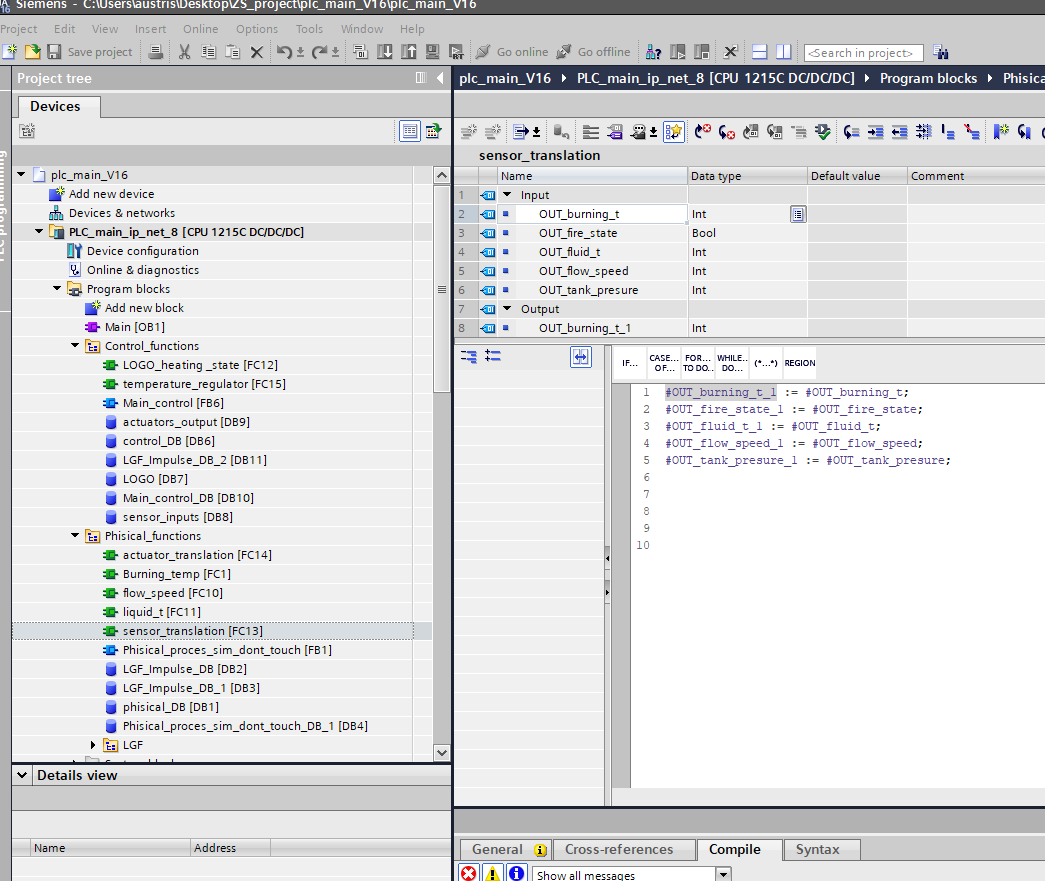 Siemens - C:\Users\austris\Desktop\ZS_project\plc_main_V16\plc_main_V16
Project Edit View Insert Online Options Tools Window Help
Save project Go online Go offline <Search in project>
Project tree
plc_main_V16 PLC_main_ip_net_8 [CPU 1215C DC/DC/DC] Program blocks
Devices
plc_main_V16
Add new device
Devices & networks
PLC_main_ip_net_8 [CPU 1215C DC/DC/DC]
Device configuration
Online & diagnostics
Program blocks
Add new block
Main [OB1]
Control_functions
LOGO_heating _state [FC12]
temperature_regulator [FC15]
Main_control [FB6]
actuators_output [DB9]
control_DB [DB6]
LGF_Impulse_DB_2 [DB11]
LOGO [DB7]
Main_control_DB [DB10]
sensor_inputs [DB8]
Phisical_functions
actuator_translation [FC14]
Burning_temp [FC1]
flow_speed [FC10]
liquid_t [FC11]
sensor_translation [FC13]
Phisical_proces_sim_dont_touch [FB1]
LGF_Impulse_DB [DB2]
LGF_Impulse_DB_1 [DB3]
phisical_DB [DB1]
Phisical_proces_sim_dont_touch_DB_1 [DB4]
LGF
Details view
Name Address
sensor_translation
Name Data type Default value Comment
1 Input
2 OUT_burning_t Int
3 OUT_fire_state Bool
4 OUT_fluid_t Int
5 OUT_flow_speed Int
6 OUT_tank_presure Int
7 Output
8 OUT_burning_t_1 Int
IF... CASE... OF... FOR... TO DO... WHILE.. DO... (*...*) REGION
1 #OUT_burning_t_1 := #OUT_burning_t;
2 #OUT_fire_state_1 := #OUT_fire_state;
3 #OUT_fluid_t_1 := #OUT_fluid_t;
4 #OUT_flow_speed_1 := #OUT_flow_speed;
5 #OUT_tank_presure_1 := #OUT_tank_presure;
6
7
8
9
10
General Cross-references Compile Syntax
Show all messages